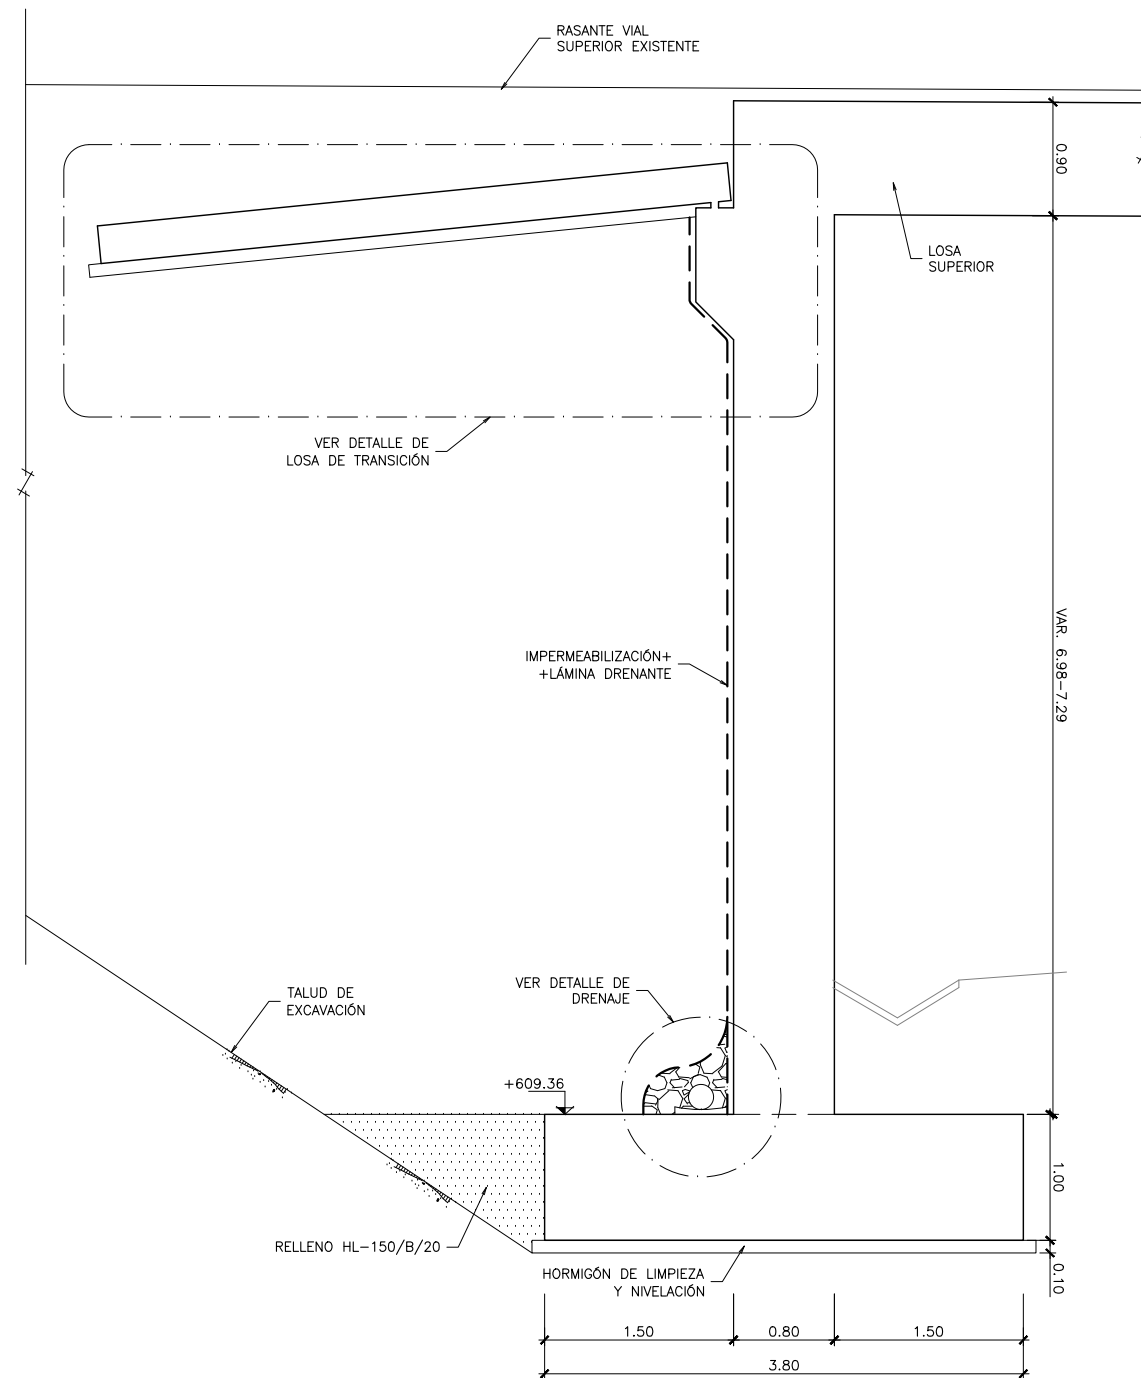 RASANTE VIAL
SUPERIOR EXISTENTE
0.90
LOSA
SUPERIOR
VER DETALLE DE
LOSA DE TRANSICIÓN
VAR. 6.98-7.29
IMPERMEABILIZACIÓN+
+LÁMINA DRENANTE
TALUD DE
EXCAVACIÓN
VER DETALLE DE
DRENAJE
+609.36
1.00
RELLENO HL-150/B/20
HORMIGÓN DE LIMPIEZA
Y NIVELACIÓN
0.10
1.50
0.80
1.50
3.80